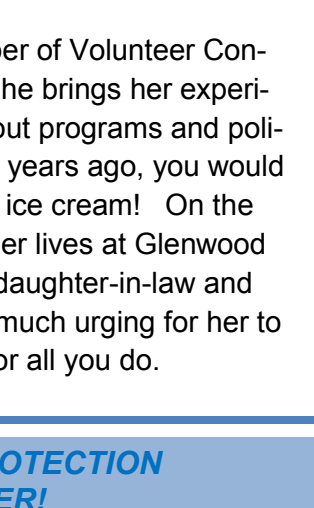 ber of Volunteer Con-
he brings her experi-
out programs and poli-
years ago, you would
ice cream! On the
er lives at Glenwood
daughter-in-law and
much urging for her to
or all you do.
OTECTION
ER!